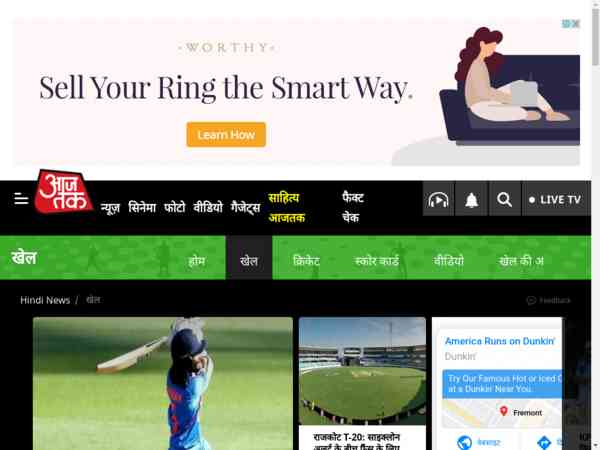 WORTHY
Sell Your Ring the Smart Way.
Learn How
आज तक
न्यूज़ सिनेमा फोटो वीडियो गैजेट्स साहित्य आजतक फैक्ट चेक
LIVE TV
खेल
होम खेल क्रिकेट स्कोर कार्ड वीडियो खेल की अ
Hindi News / खेल
Feedback
राजकोट T-20: साइक्लोन
अलर्ट के बीच फैंस के लिए
America Runs on Dunkin'
Dunkin'
Try Our Famous Hot or Iced C
at a Dunkin' Near You.
Fremont
वेबसाइट